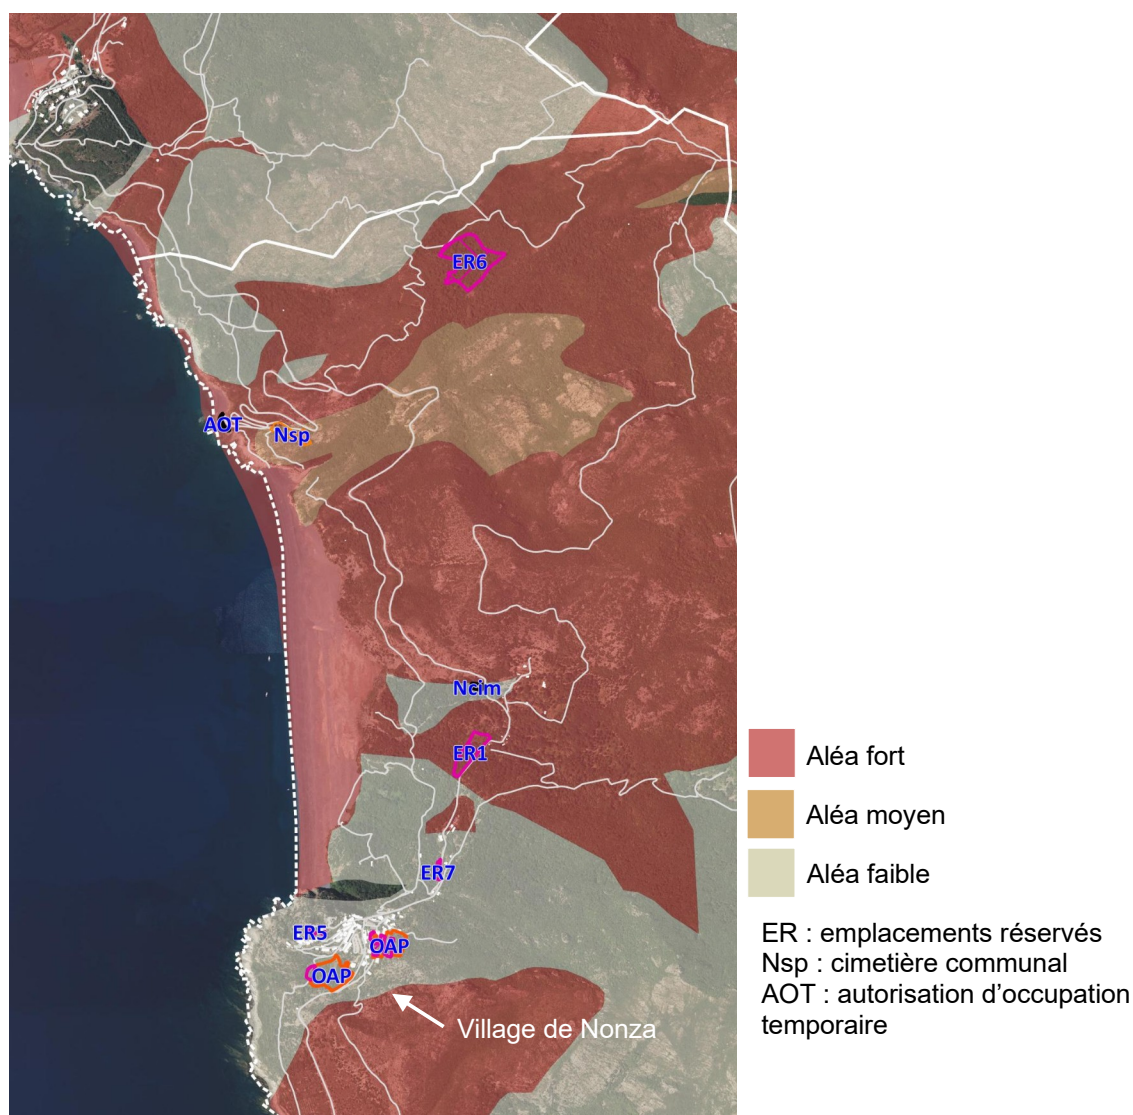 ER6
AOT
Nsp
Ncim
ER1
ER7
ER5
OAP
OAP
Village de Nonza
Aléa fort
Aléa moyen
Aléa faible
ER : emplacements réservés
Nsp : cimetière communal
AOT : autorisation d’occupation
temporaire